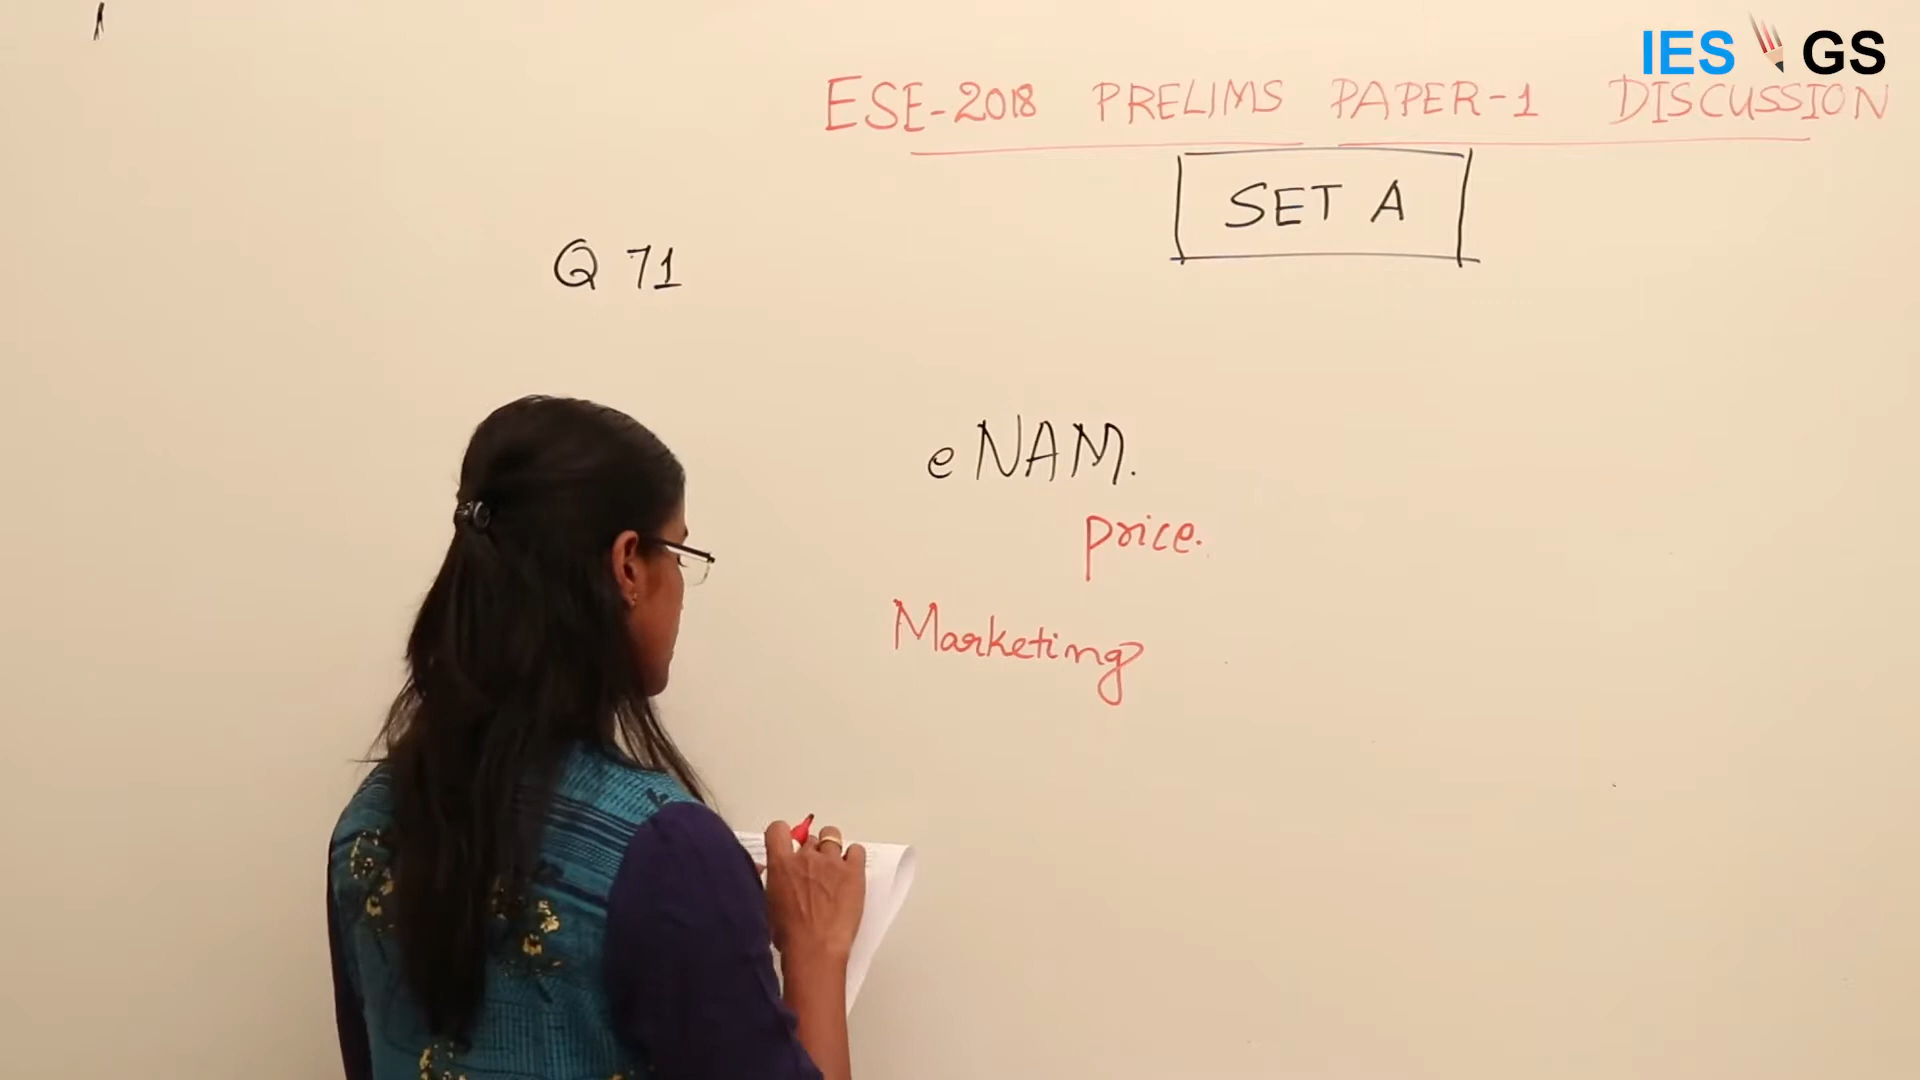 IES GS
ESE-2018 PRELIMS PAPER-1 DISCUSSION
SET A
Q 71
eNAM.
price.
Marketing